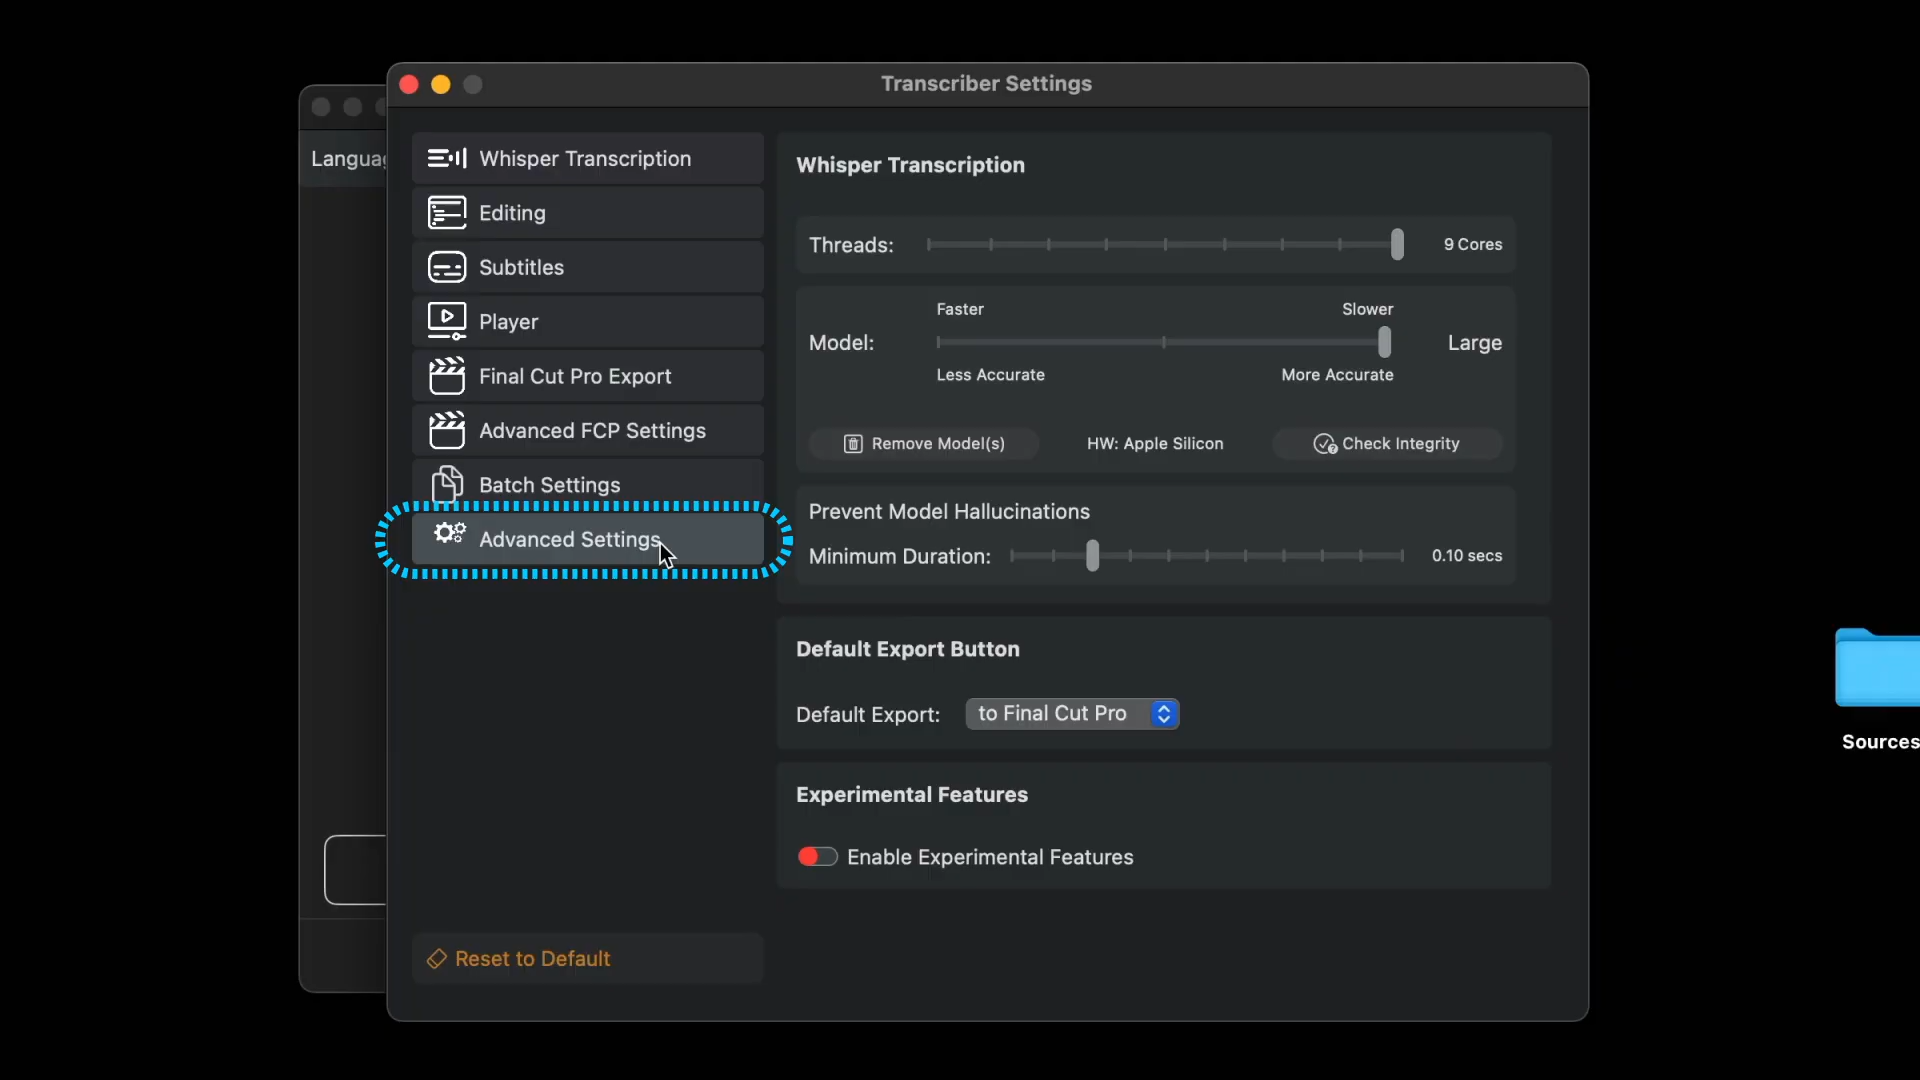 Transcriber Settings
Whisper Transcription
Editing
Subtitles
Player
Final Cut Pro Export
Advanced FCP Settings
Batch Settings
Advanced Settings
Reset to Default
Whisper Transcription
Threads:
9 Cores
Faster
Slower
Model:
Large
Less Accurate
More Accurate
Remove Model(s)
HW: Apple Silicon
Check Integrity
Prevent Model Hallucinations
Minimum Duration:
0.10 secs
Default Export Button
Default Export:
to Final Cut Pro
Experimental Features
Enable Experimental Features
Languag
Sources